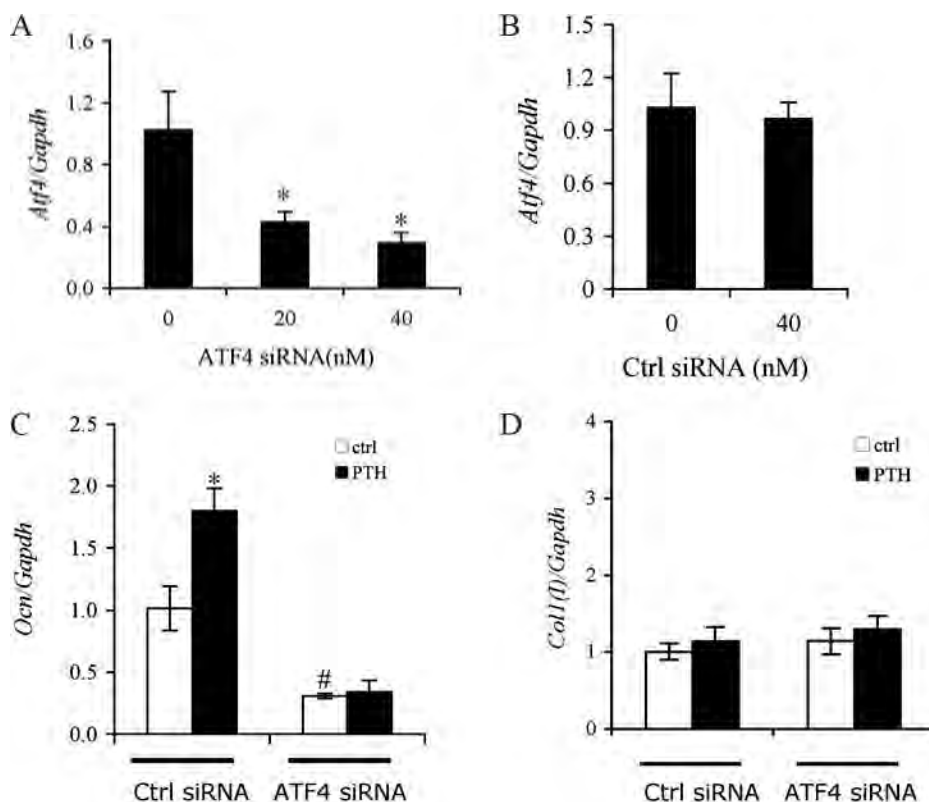 A
Atf4/Gapdh
1.6
1.2
0.8
0.4
0.0
*
*
0 20 40
ATF4 siRNA(nM)
B
Atf4/Gapdh
1.5
1.2
0.9
0.6
0.3
0
0 40
Ctrl siRNA (nM)
C
Ocn/Gapdh
2.5
2.0
1.5
1.0
0.5
0.0
ctrl
PTH
*
#
Ctrl siRNA ATF4 siRNA
D
Col1(I)/Gapdh
4
3
2
1
0
ctrl
PTH
Ctrl siRNA ATF4 siRNA